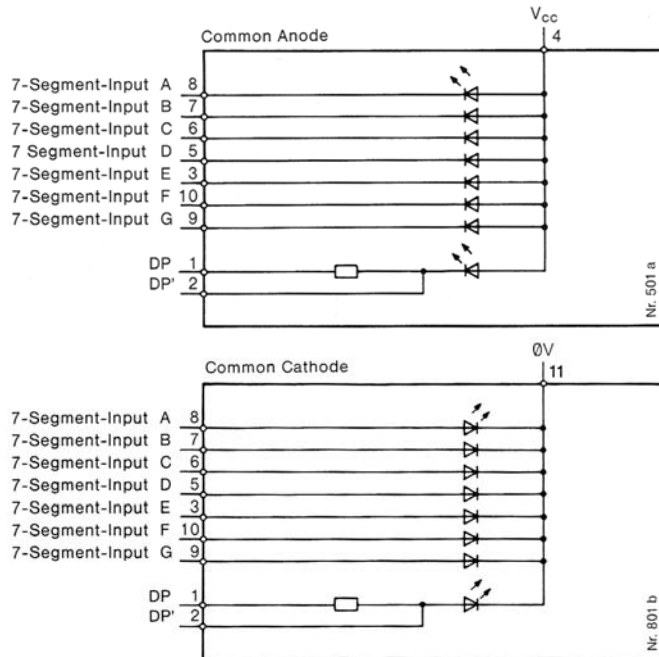 Vcc
Common Anode 4
7-Segment-Input A 8
7-Segment-Input B 7
7-Segment-Input C 6
7 Segment-Input D 5
7-Segment-Input E 3
7-Segment-Input F 10
7-Segment-Input G 9
DP 1
DP' 2
Nr. 501 a
0V
Common Cathode 11
7-Segment-Input A 8
7-Segment-Input B 7
7-Segment-Input C 6
7-Segment-Input D 5
7-Segment-Input E 3
7-Segment-Input F 10
7-Segment-Input G 9
DP 1
DP' 2
Nr. 801 b